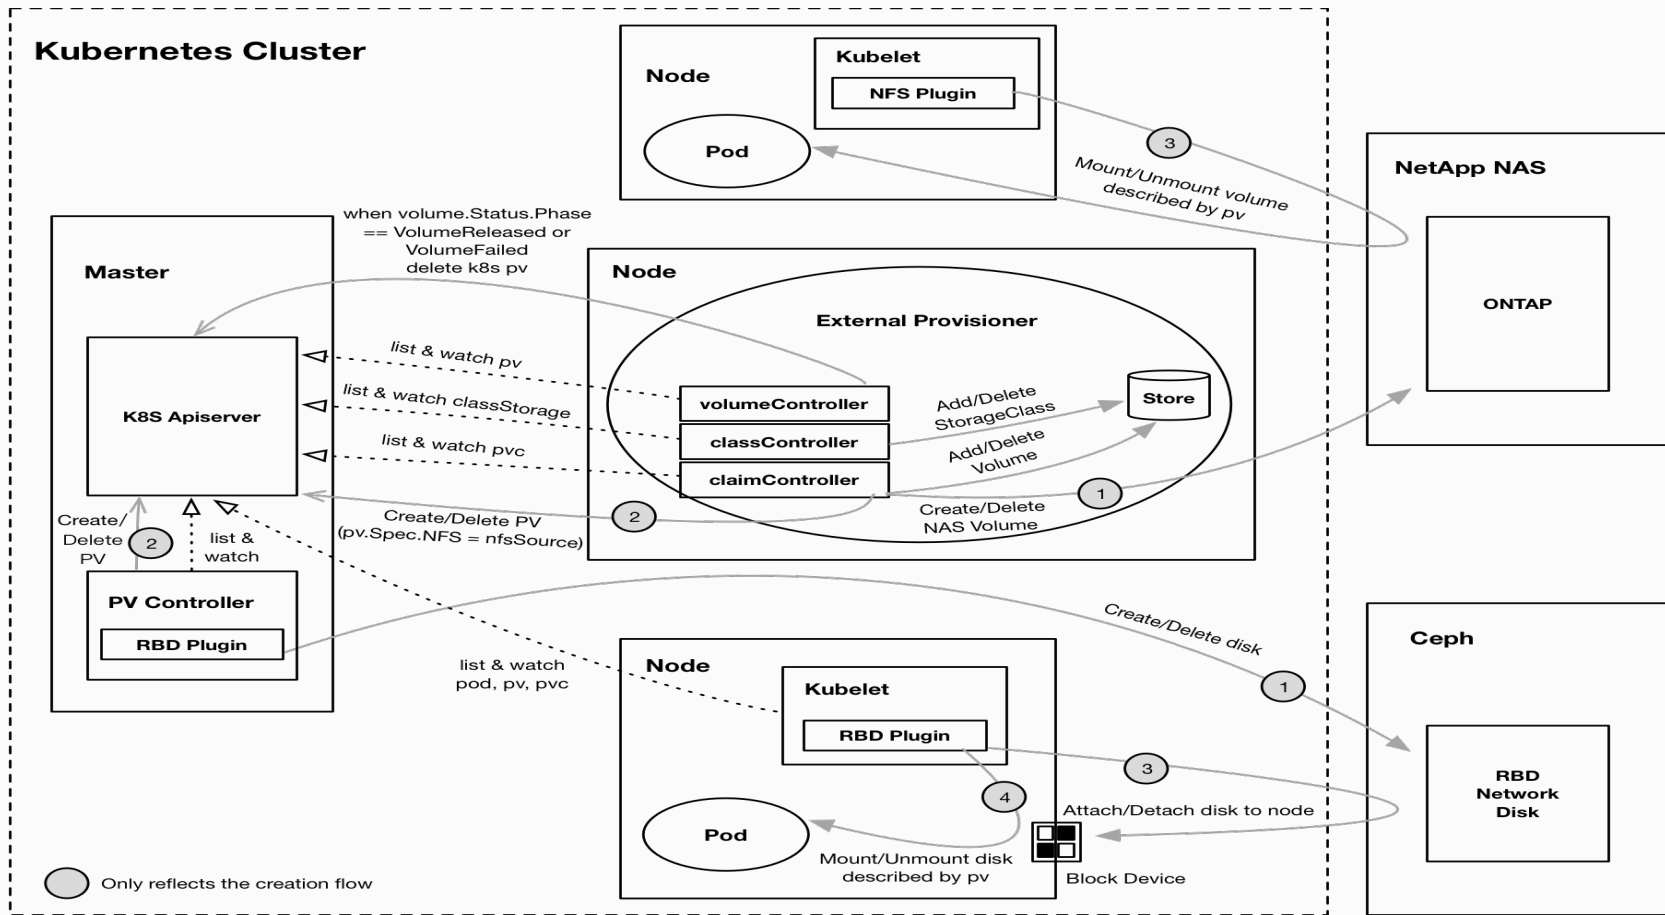 Kubernetes Cluster
Node
Kubelet
NFS Plugin
Pod
3
Mount/Unmount volume
described by pv
NetApp NAS
ONTAP
when volume.Status.Phase
== VolumeReleased or
VolumeFailed
delete k8s pv
Master
K8S Apiserver
list & watch pv
list & watch classStorage
list & watch pvc
Node
External Provisioner
volumeController
classController
claimController
Add/Delete
StorageClass
Add/Delete
Volume
Store
1
Create/Delete
NAS Volume
2
Create/Delete PV
(pv.Spec.NFS = nfsSource)
Create/
Delete
PV
2
list &
watch
PV Controller
RBD Plugin
list & watch
pod, pv, pvc
Create/Delete disk
1
Node
Kubelet
RBD Plugin
3
4
Attach/Detach disk to node
Pod
Mount/Unmount disk
described by pv
Block Device
Ceph
RBD
Network
Disk
Only reflects the creation flow